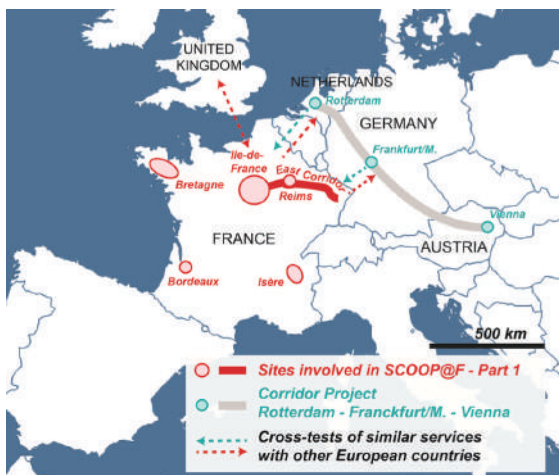 UNITED
KINGDOM
NETHERLANDS
Rotterdam
GERMANY
Ile-de-
France
East Corridor
Frankfurt/M.
Bretagne
Reims
Vienna
FRANCE
AUSTRIA
Bordeaux
Isère
500 km
Sites involved in SCOOP@F - Part 1
Corridor Project
Rotterdam - Franckfurt/M. - Vienna
Cross-tests of similar services
with other European countries